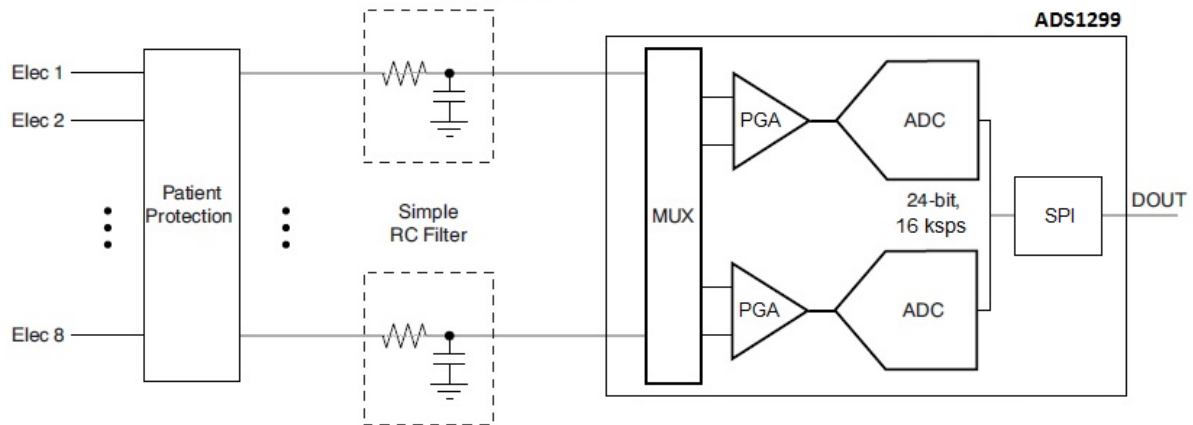 ADS1299
Elec 1
Elec 2
Elec 8
Patient
Protection
Simple
RC Filter
MUX
PGA
ADC
24-bit,
16 ksps
PGA
ADC
SPI
DOUT